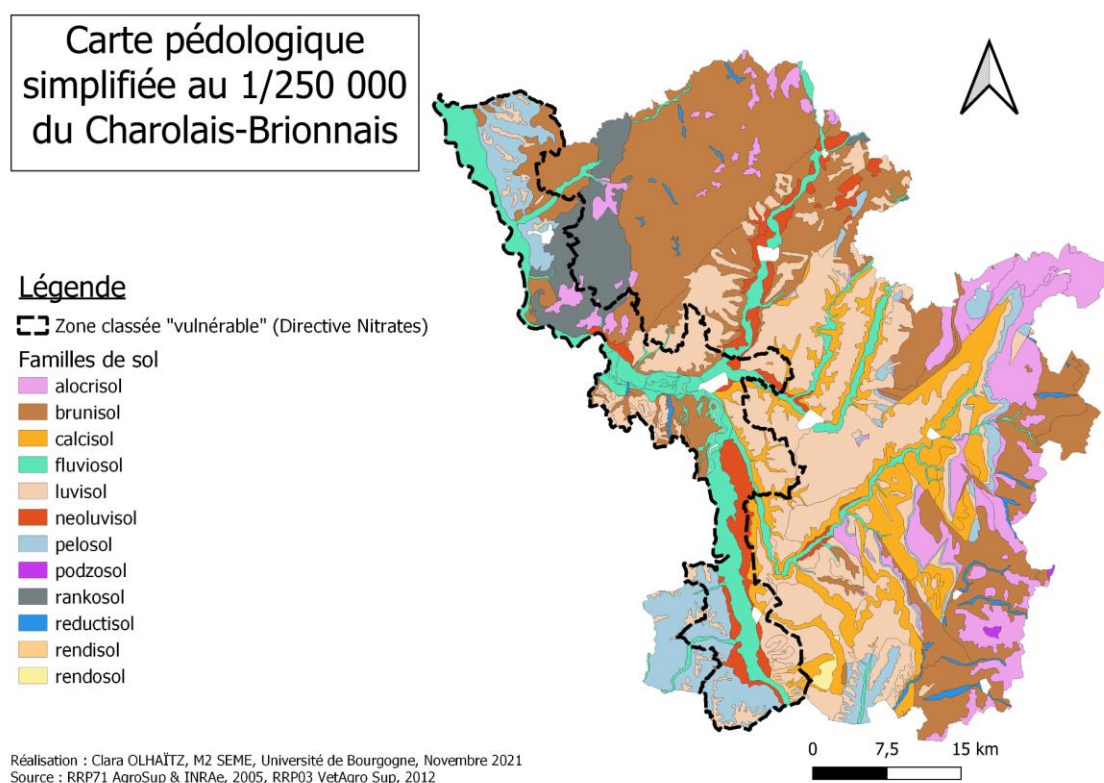 Carte pédologique
simplifiée au 1/250 000
du Charolais-Brionnais
Légende
Zone classée "vulnérable" (Directive Nitrates)
Familles de sol
alocrisol
brunisol
calcisol
fluviosol
luvisol
neoluvisol
pelosol
podzosol
rankosol
reductisol
rendisol
rendosol
0 7,5 15 km
Réalisation : Clara OLHAÏTZ, M2 SEME, Université de Bourgogne, Novembre 2021
Source : RRP71 AgroSup & INRAe, 2005, RRP03 VetAgro Sup, 2012